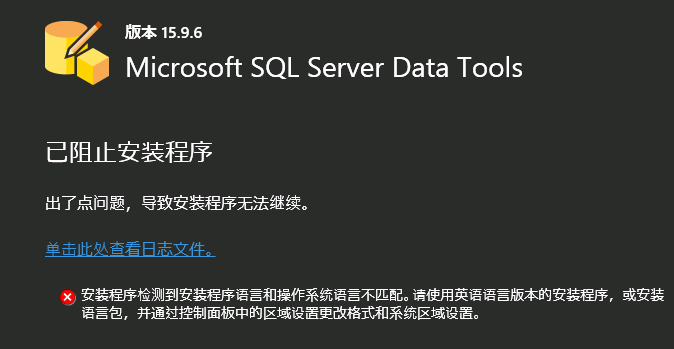 版本 15.9.6
Microsoft SQL Server Data Tools
已阻止安装程序
出了点问题，导致安装程序无法继续。
单击此处查看日志文件。
安装程序检测到安装程序语言和操作系统语言不匹配。请使用英语语言版本的安装程序，或安装
语言包，并通过控制面板中的区域设置更改格式和系统区域设置。